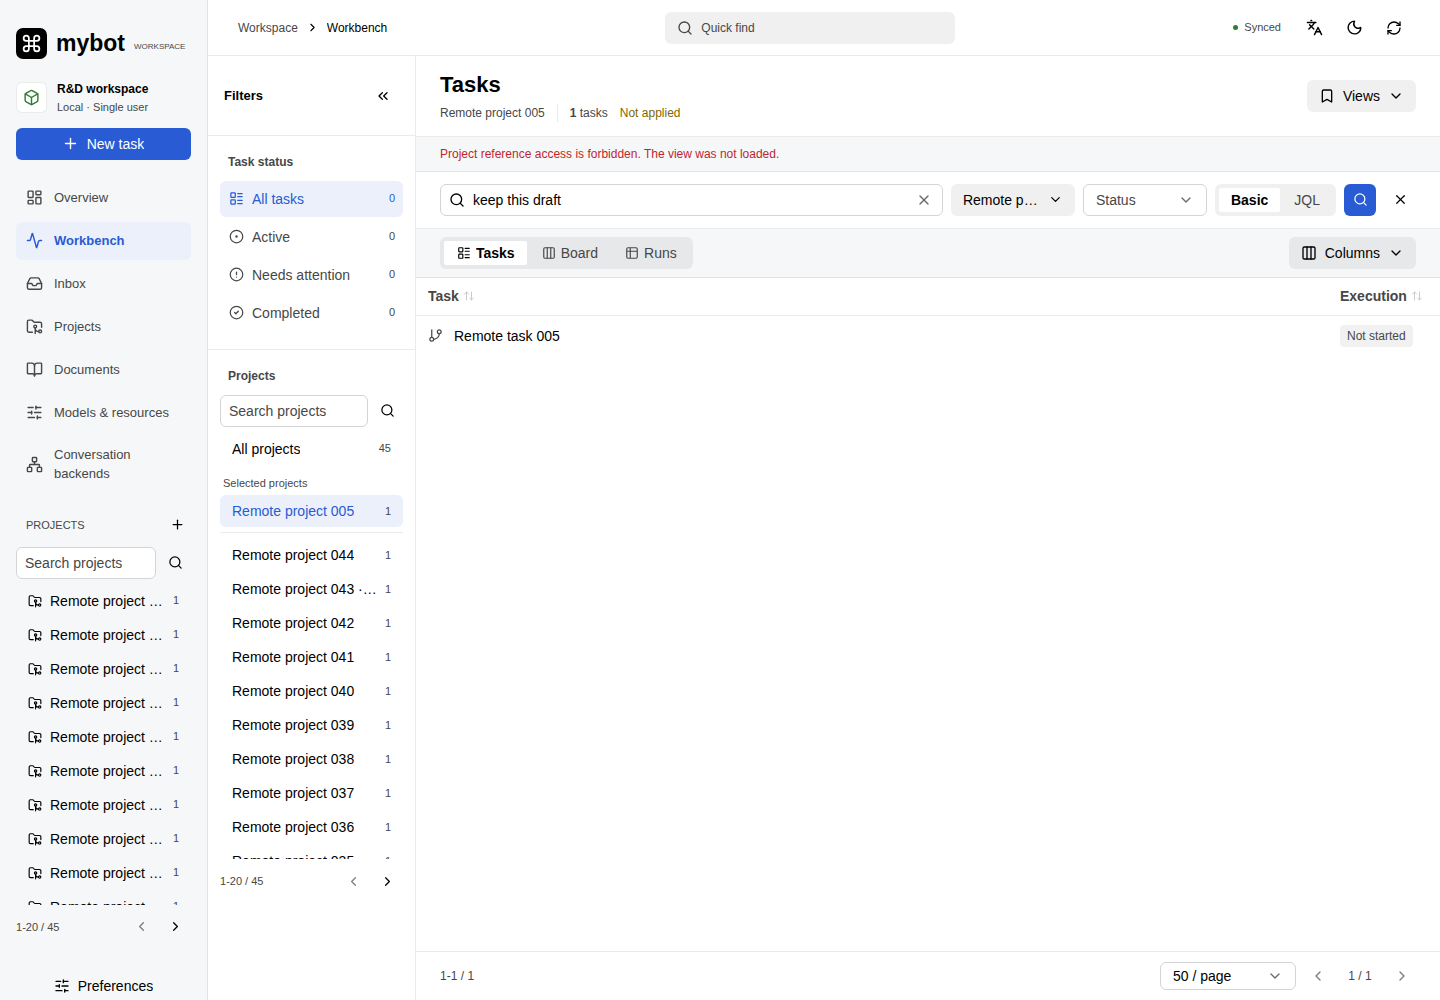 mybot WORKSPACE
R&D workspace
Local · Single user
New task
Overview
Workbench
Inbox
Projects
Documents
Models & resources
Conversation
backends
PROJECTS
Search projects
Remote project … 1
Remote project … 1
Remote project … 1
Remote project … 1
Remote project … 1
Remote project … 1
Remote project … 1
Remote project … 1
Remote project … 1
1-20 / 45
Preferences
Workspace Workbench
Quick find
Synced
Filters
Task status
All tasks 0
Active 0
Needs attention 0
Completed 0
Projects
Search projects
All projects 45
Selected projects
Remote project 005 1
Remote project 044 1
Remote project 043 ·… 1
Remote project 042 1
Remote project 041 1
Remote project 040 1
Remote project 039 1
Remote project 038 1
Remote project 037 1
Remote project 036 1
1-20 / 45
Tasks
Remote project 005 1 tasks Not applied
Views
Project reference access is forbidden. The view was not loaded.
keep this draft
Remote p…
Status
Basic JQL
Tasks Board Runs
Columns
Task Execution
Remote task 005 Not started
1-1 / 1
50 / page
1 / 1